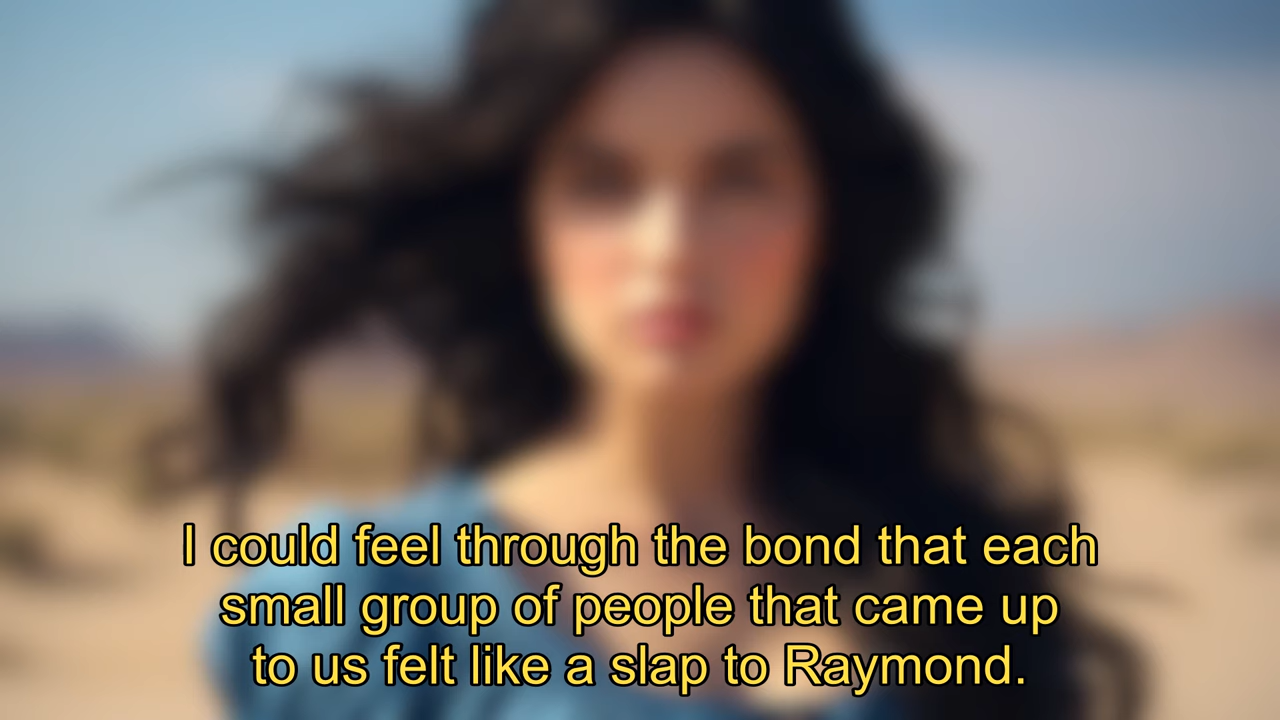 I could feel through the bond that each
small group of people that came up
to us felt like a slap to Raymond.